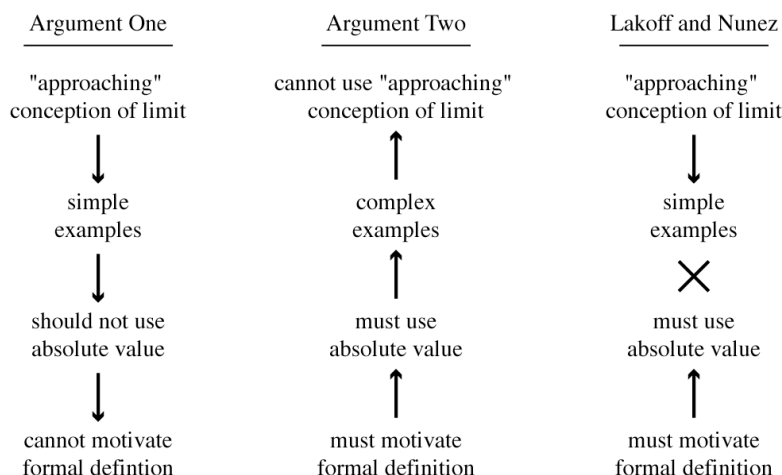 Argument One
"approaching"
conception of limit
simple
examples
should not use
absolute value
cannot motivate
formal defintion
Argument Two
cannot use "approaching"
conception of limit
complex
examples
must use
absolute value
must motivate
formal definition
Lakoff and Nunez
"approaching"
conception of limit
simple
examples
must use
absolute value
must motivate
formal definition